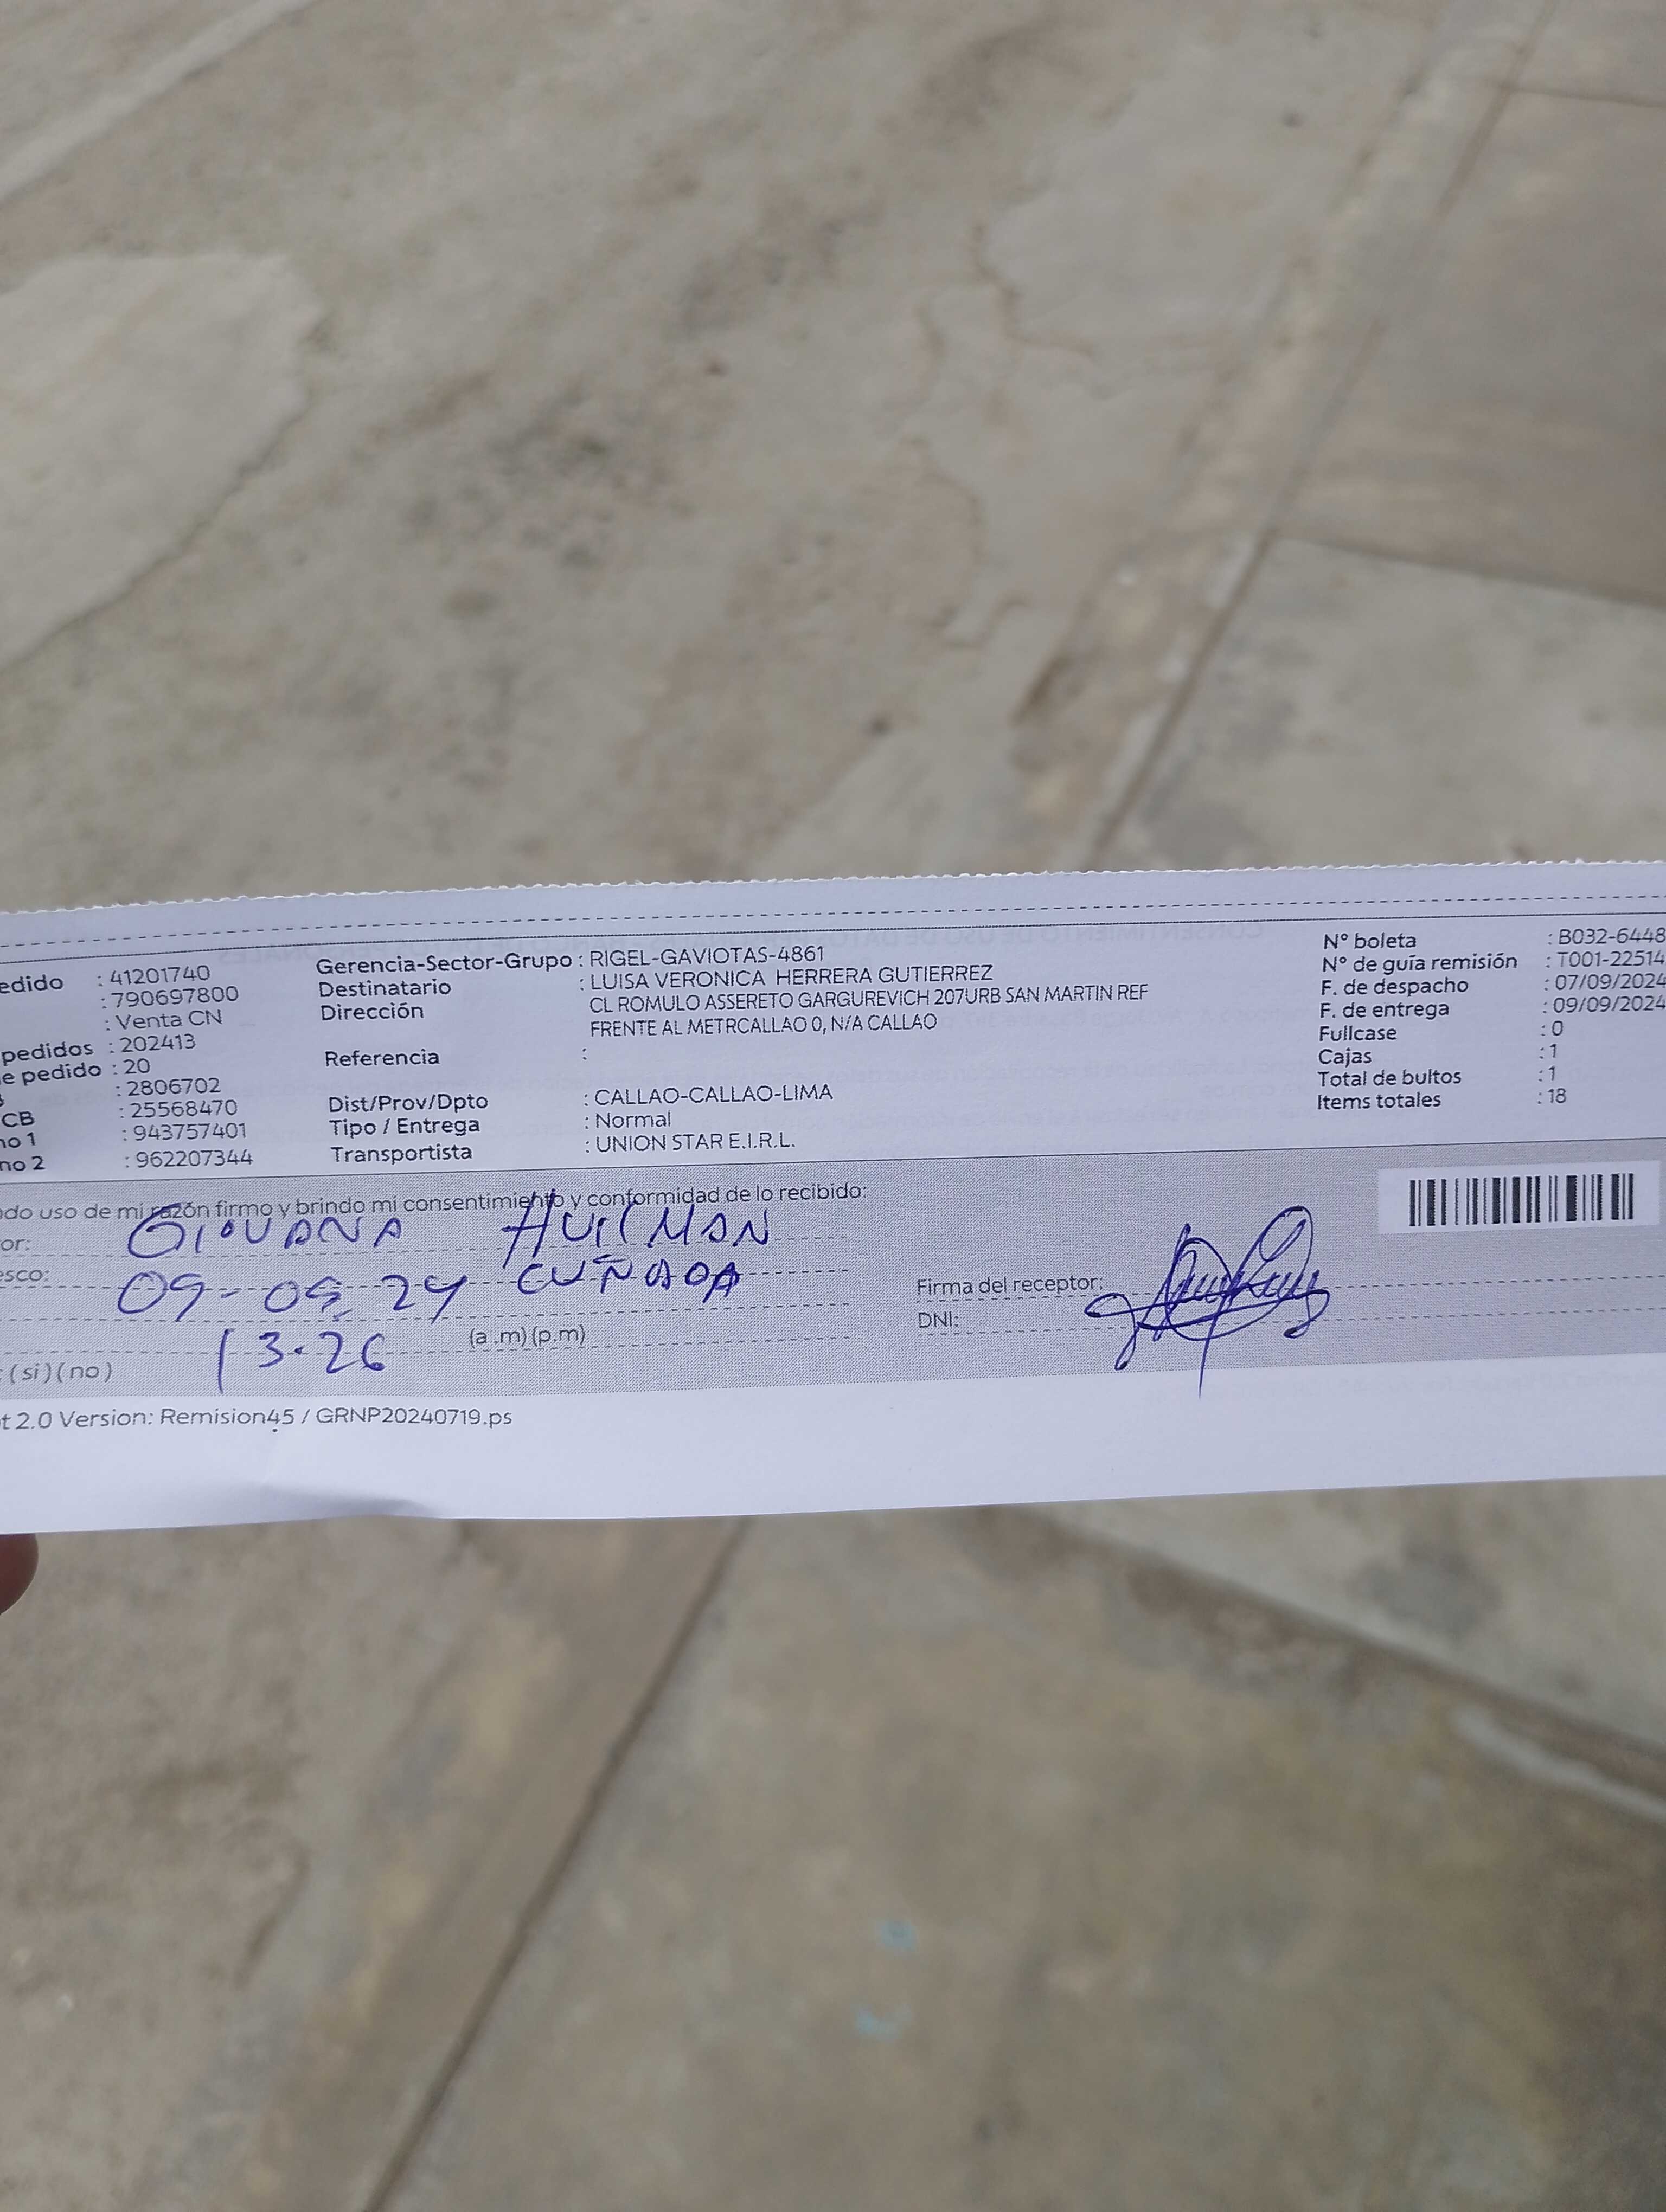 edido : 41201740
: 790697800
: Venta CN
pedidos : 202413
e pedido : 20
: 2806702
CB : 25568470
no 1 : 943757401
no 2 : 962207344
Gerencia-Sector-Grupo : RIGEL-GAVIOTAS-4861
Destinatario : LUISA VERONICA HERRERA GUTIERREZ
Dirección : CL ROMULO ASSERETO GARGUREVICH 207URB SAN MARTIN REF
FRENTE AL METRCALLAO 0, N/A CALLAO
Referencia :
Dist/Prov/Dpto : CALLAO-CALLAO-LIMA
Tipo / Entrega : Normal
Transportista : UNION STAR E.I.R.L.
N° boleta : B032-6448
N° de guía remisión : T001-22514
F. de despacho : 07/09/2024
F. de entrega : 09/09/2024
Fullcase : 0
Cajas : 1
Total de bultos : 1
Items totales : 18
ndo uso de mi razón firmo y brindo mi consentimiento y conformidad de lo recibido:
or: GIOVANA HUILMAN
esco: CUÑADA
09-09-24
13-26 (a .m) (p.m)
: ( si ) ( no )
Firma del receptor:
DNI:
t 2.0 Version: Remision45 / GRNP20240719.ps